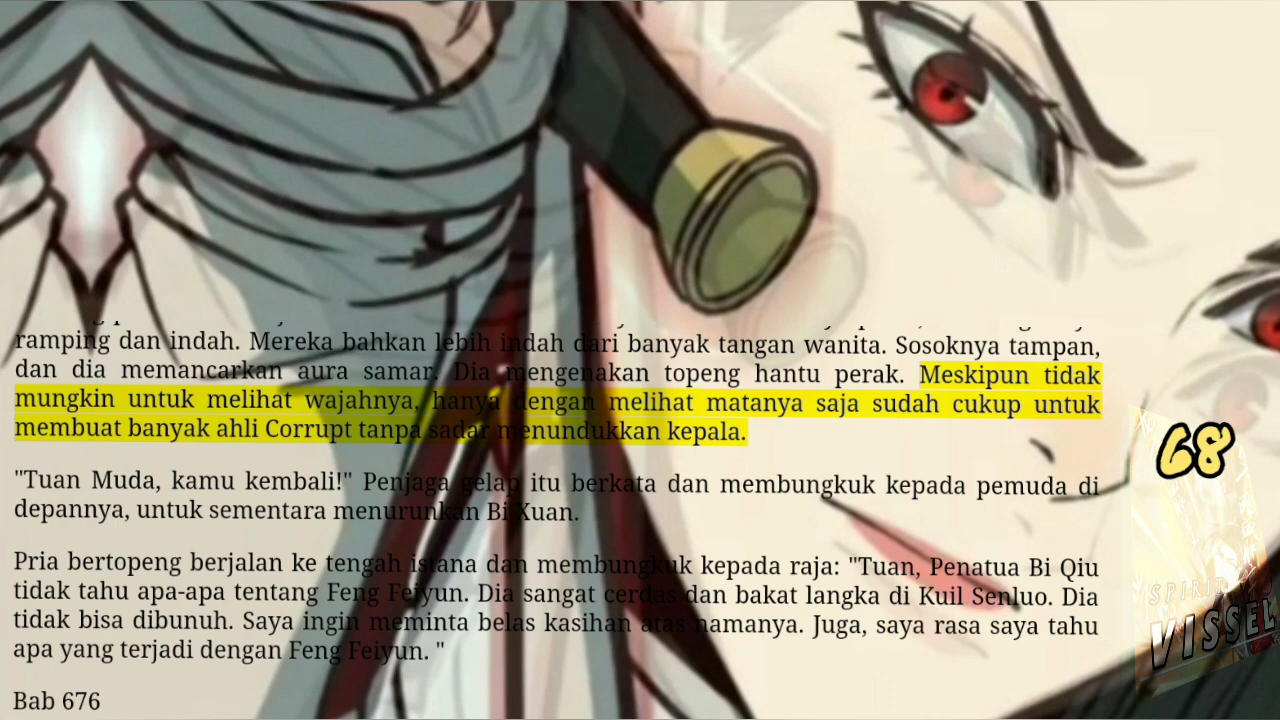 ramping dan indah. Mereka bahkan lebih indah dari banyak tangan wanita. Sosoknya tampan,
dan dia memancarkan aura samar. Dia mengenakan topeng hantu perak. Meskipun tidak
mungkin untuk melihat wajahnya, hanya dengan melihat matanya saja sudah cukup untuk
membuat banyak ahli Corrupt tanpa sadar menundukkan kepala.
"Tuan Muda, kamu kembali!" Penjaga gelap itu berkata dan membungkuk kepada pemuda di
depannya, untuk sementara menurunkan Bi Xuan.
Pria bertopeng berjalan ke tengah istana dan membungkuk kepada raja: "Tuan, Penatua Bi Qiu
tidak tahu apa-apa tentang Feng Feiyun. Dia sangat cerdas dan bakat langka di Kuil Senluo. Dia
tidak bisa dibunuh. Saya ingin meminta belas kasihan atas namanya. Juga, saya rasa saya tahu
apa yang terjadi dengan Feng Feiyun. "
Bab 676
68
SPIRIT
VISSEL